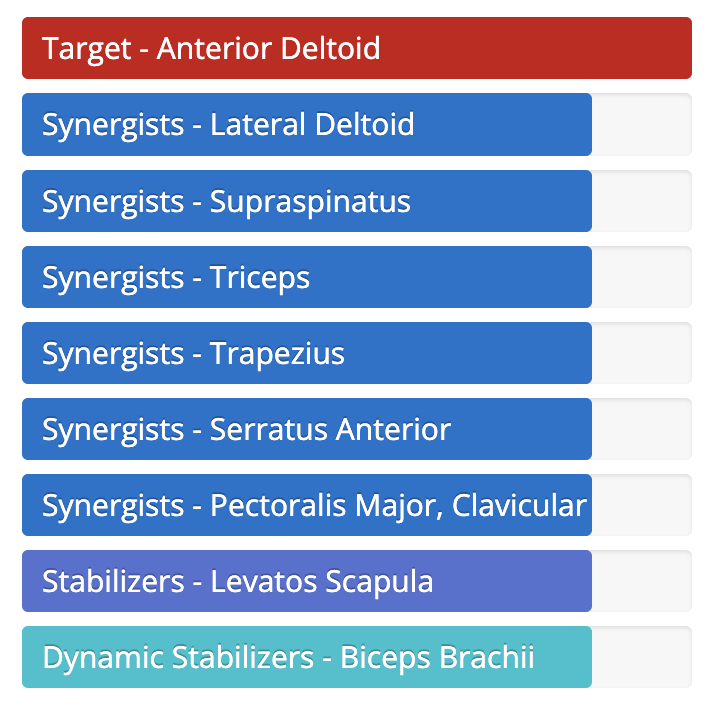 Target - Anterior Deltoid
Synergists - Lateral Deltoid
Synergists - Supraspinatus
Synergists - Triceps
Synergists - Trapezius
Synergists - Serratus Anterior
Synergists - Pectoralis Major, Clavicular
Stabilizers - Levatos Scapula
Dynamic Stabilizers - Biceps Brachii